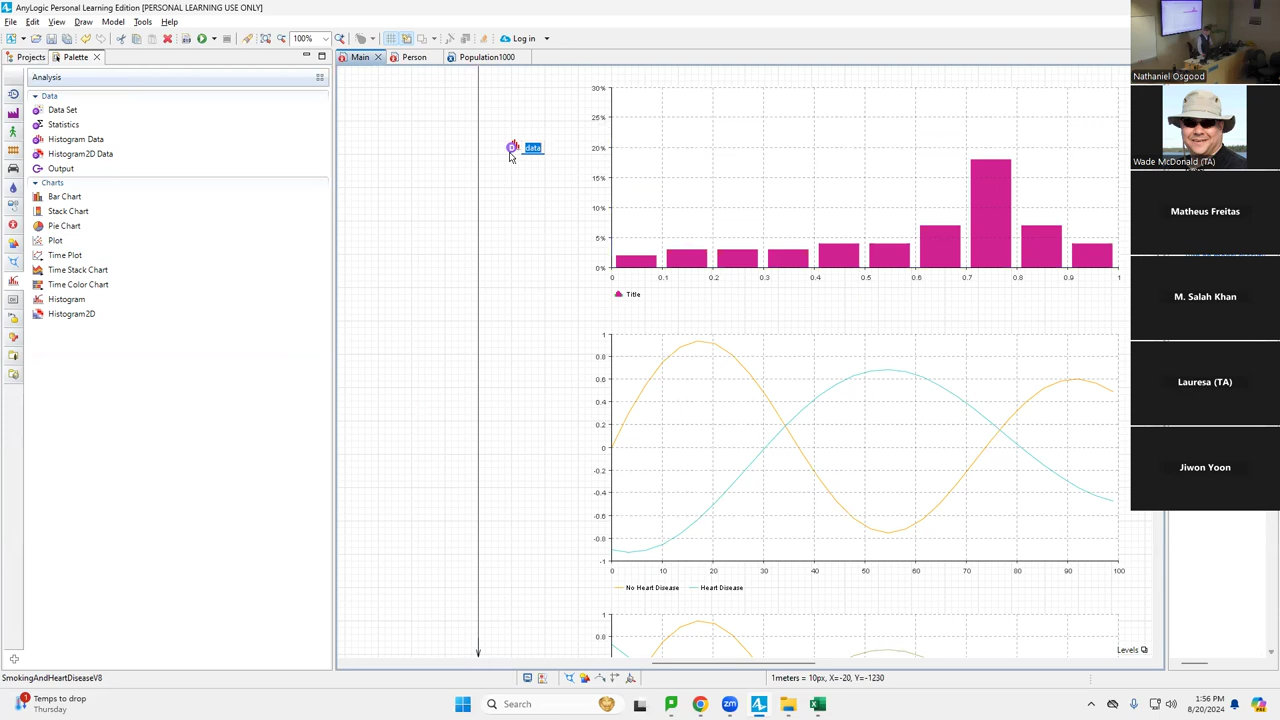 AnyLogic Personal Learning Edition [PERSONAL LEARNING USE ONLY]
File Edit View Draw Model Tools Help
100%
Log in
Projects
Palette
Main
Person
Population1000
Analysis
Data
Data Set
Statistics
Histogram Data
Histogram2D Data
Output
Charts
Bar Chart
Stack Chart
Pie Chart
Plot
Time Plot
Time Stack Chart
Time Color Chart
Histogram
Histogram2D
data
30%
25%
20%
15%
10%
5%
0%
0 0.1 0.2 0.3 0.4 0.5 0.6 0.7 0.8 0.9 1
Title
1
0.8
0.6
0.4
0.2
0
-0.2
-0.4
-0.6
-0.8
-1
0 10 20 30 40 50 60 70 80 90 100
No Heart Disease Heart Disease
1
0.8
Levels
Nathaniel Osgood
Wade McDonald (TA)
Matheus Freitas
M. Salah Khan
Lauresa (TA)
Jiwon Yoon
SmokingAndHeartDiseaseV8
1meters = 10px, X=-20, Y=-1230
1
Temps to drop
Thursday
Search
1:56 PM
8/20/2024